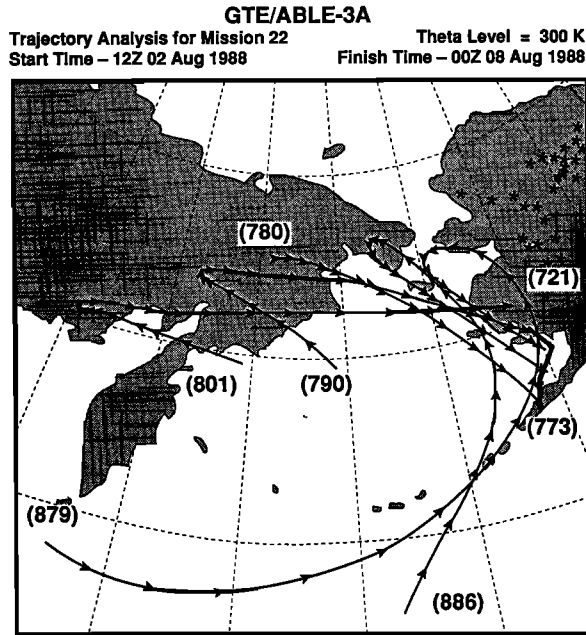 GTE/ABLE-3A
Trajectory Analysis for Mission 22 Theta Level = 300 K
Start Time – 12Z 02 Aug 1988 Finish Time – 00Z 08 Aug 1988
(780)
(721)
(801)
(790)
(773)
(879)
(886)